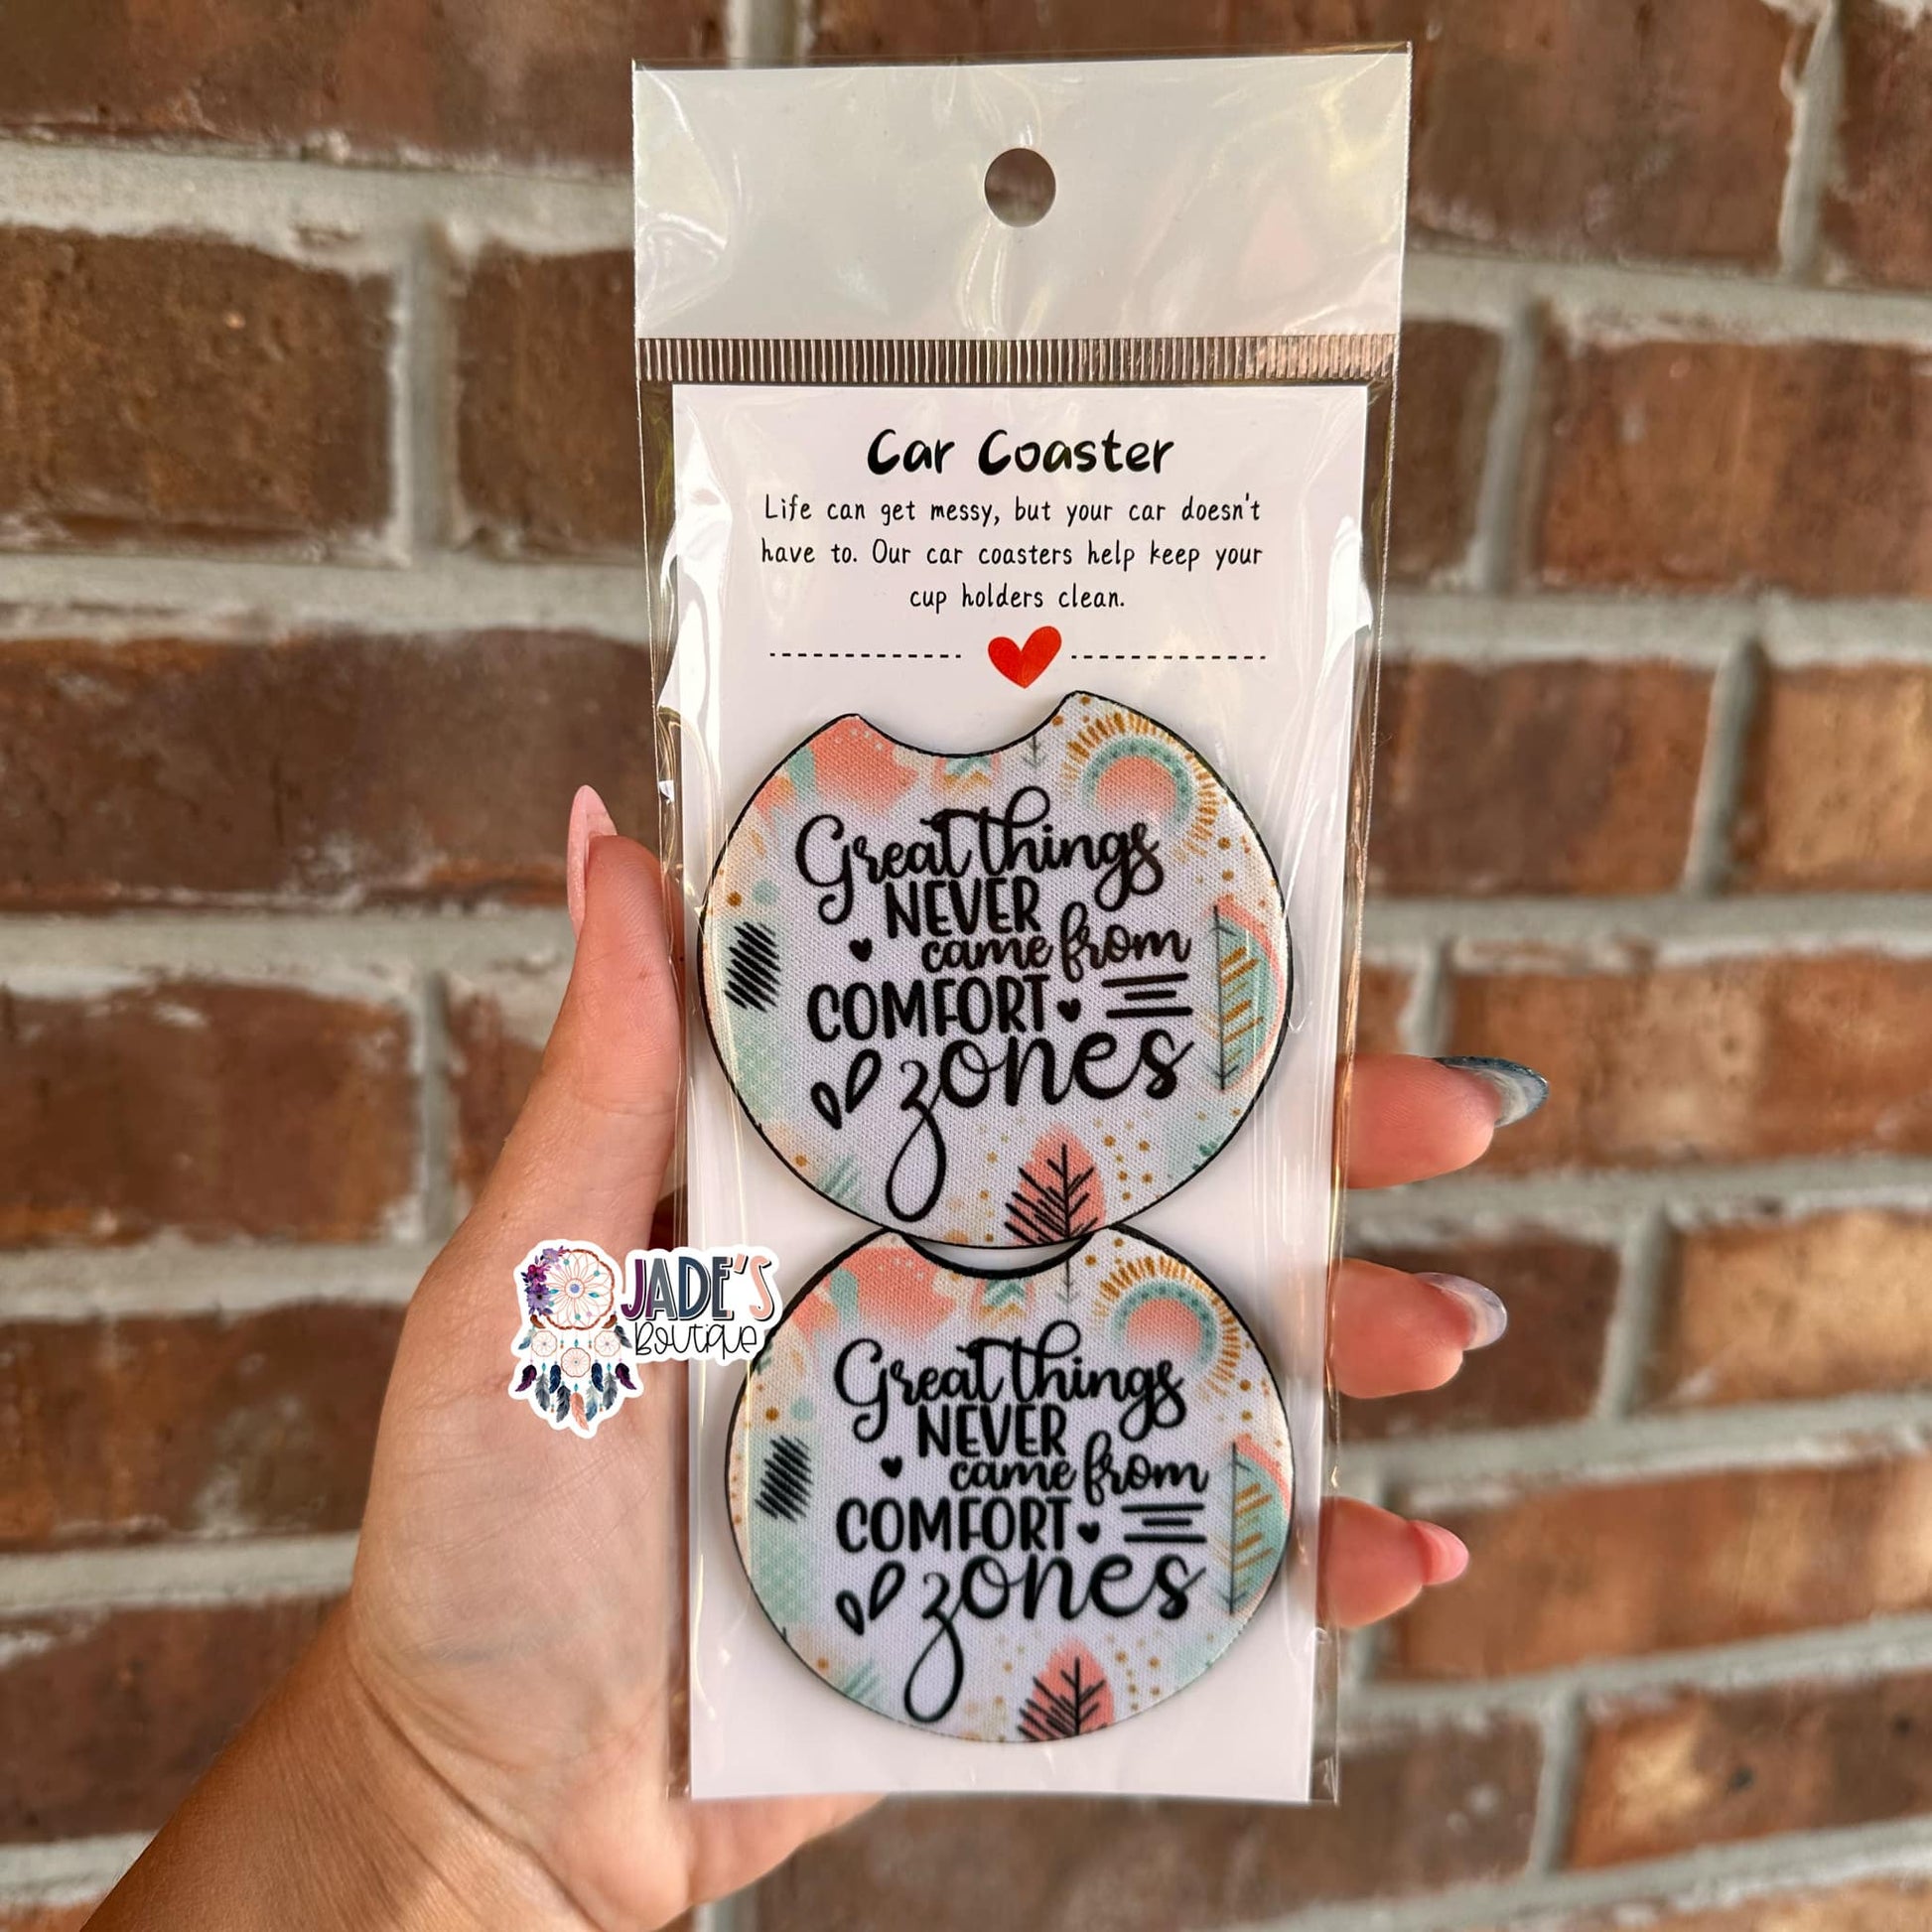 Car Coaster
Life can get messy, but your car doesn't
have to. Our car coasters help keep your
cup holders clean.
Great things
NEVER
came from
COMFORT
zones
JADE'S
Boutique
Great things
NEVER
came from
COMFORT
zones